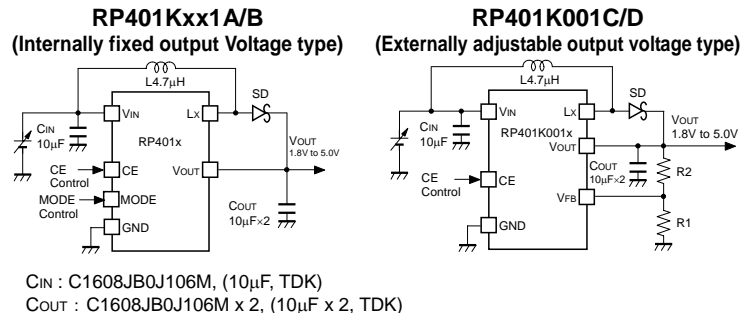 RP401Kxx1A/B
(Internally fixed output Voltage type)
L4.7μH
SD
VIN
LX
CIN
10μF
RP401x
VOUT
1.8V to 5.0V
CE
Control
CE
VOUT
MODE
Control
MODE
COUT
10μF×2
GND
RP401K001C/D
(Externally adjustable output voltage type)
L4.7μH
SD
VIN
LX
CIN
10μF
RP401K001x
VOUT
1.8V to 5.0V
VOUT
COUT
10μF×2
R2
CE
Control
CE
VFB
R1
GND
CIN : C1608JB0J106M, (10μF, TDK)
COUT : C1608JB0J106M x 2, (10μF x 2, TDK)